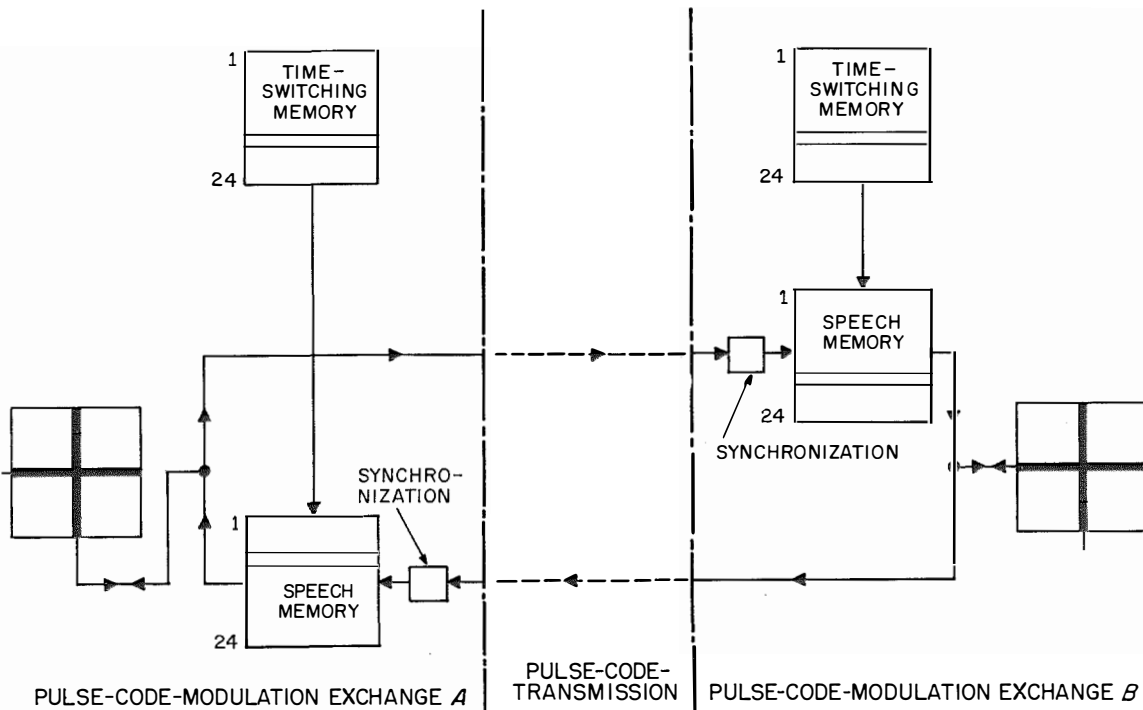 1
TIME-
SWITCHING
MEMORY
24
1
TIME-
SWITCHING
MEMORY
24
1
SPEECH
MEMORY
24
SYNCHRONIZATION
SYNCHRO-
NIZATION
1
SPEECH
MEMORY
24
PULSE-CODE-MODULATION EXCHANGE A
PULSE-CODE-
TRANSMISSION
PULSE-CODE-MODULATION EXCHANGE B